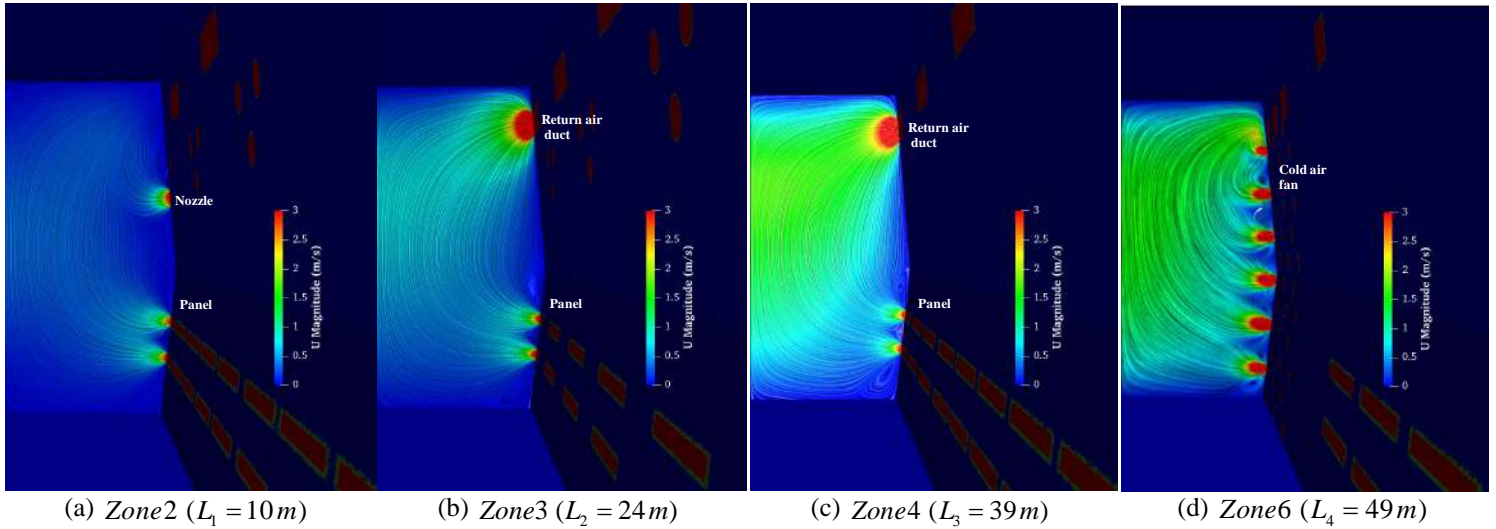 Nozzle
Panel
3
2.5
2
1.5
1
0.5
0
U Magnitude (m/s)
(a) Zone2 (L₁ = 10 m)
Return air
duct
Panel
3
2.5
2
1.5
1
0.5
0
U Magnitude (m/s)
(b) Zone3 (L₂ = 24 m)
Return air
duct
Panel
3
2.5
2
1.5
1
0.5
0
U Magnitude (m/s)
(c) Zone4 (L₃ = 39 m)
Cold air
fan
3
2.5
2
1.5
1
0.5
0
U Magnitude (m/s)
(d) Zone6 (L₄ = 49 m)